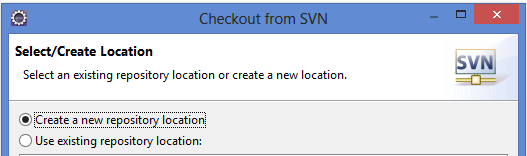 Checkout from SVN
Select/Create Location
Select an existing repository location or create a new location.
SVN
Create a new repository location
Use existing repository location: